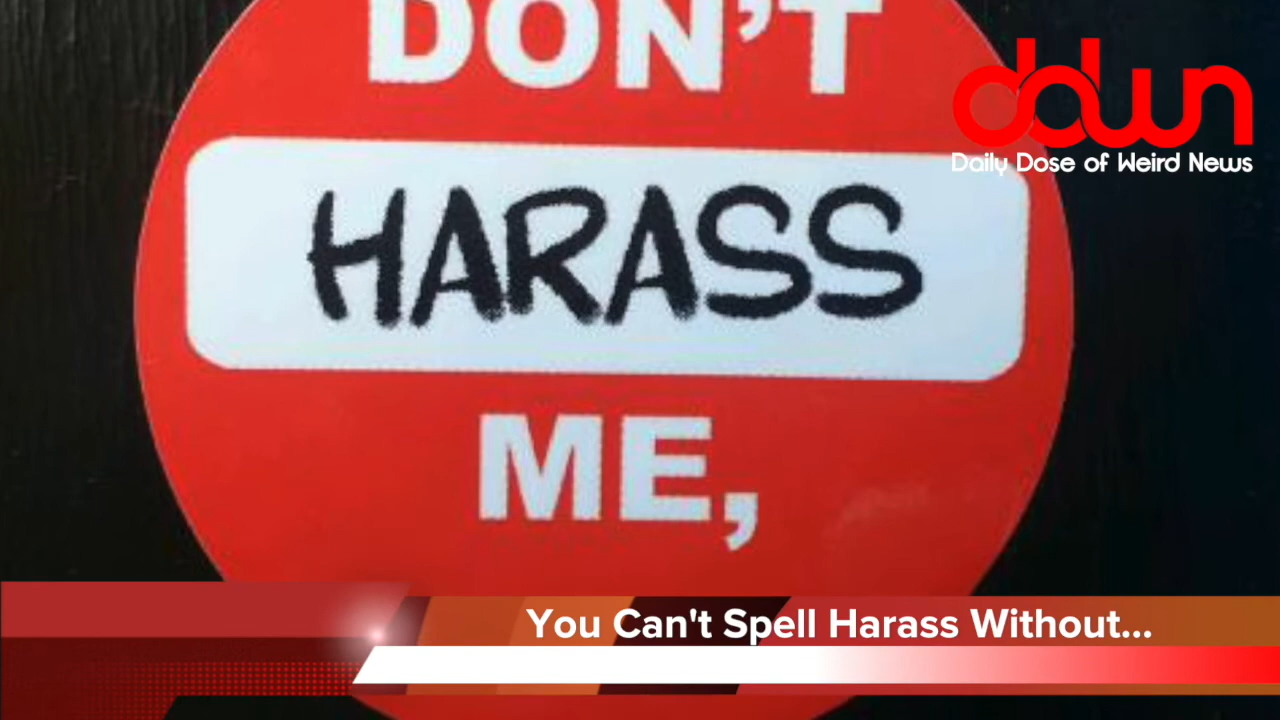 DON'T
ddwn
Daily Dose of Weird News
HARASS
ME,
You Can't Spell Harass Without...